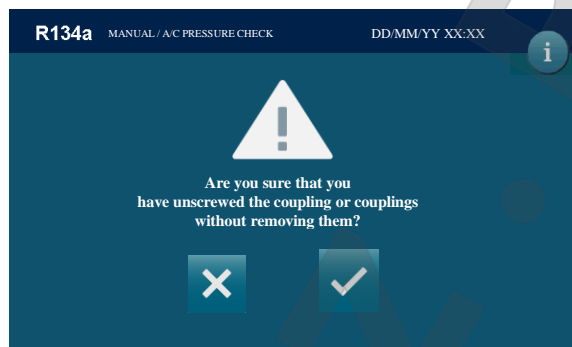 R134a MANUAL / A/C PRESSURE CHECK DD/MM/YY XX:XX
i
!
Are you sure that you
have unscrewed the coupling or couplings
without removing them?